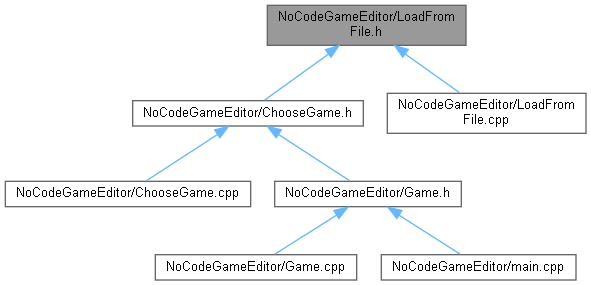 NoCodeGameEditor/LoadFrom
File.h
NoCodeGameEditor/ChooseGame.h
NoCodeGameEditor/LoadFrom
File.cpp
NoCodeGameEditor/ChooseGame.cpp
NoCodeGameEditor/Game.h
NoCodeGameEditor/Game.cpp
NoCodeGameEditor/main.cpp